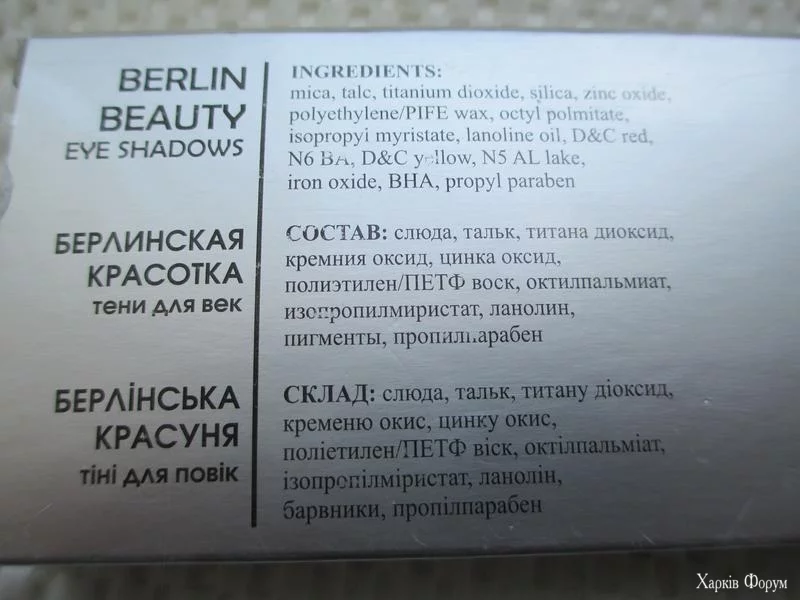 BERLIN
BEAUTY
EYE SHADOWS
INGREDIENTS:
mica, talc, titanium dioxide, silica, zinc oxide,
polyethylene/PIFE wax, octyl polmitate,
isopropyi myristate, lanoline oil, D&C red,
N6 BA, D&C yellow, N5 AL lake,
iron oxide, BHA, propyl paraben
БЕРЛИНСКАЯ
КРАСОТКА
тени для век
СОСТАВ: слюда, тальк, титана диоксид,
кремния оксид, цинка оксид,
полиэтилен/ПЕТФ воск, октилпальмиат,
изопропилмиристат, ланолин,
пигменты, пропилпарабен
БЕРЛІНСЬКА
КРАСУНЯ
тіні для повік
СКЛАД: слюда, тальк, титану діоксид,
кременю окис, цинку окис,
поліетилен/ПЕТФ віск, октілпальміат,
ізопропілміристат, ланолін,
барвники, пропілпарабен
Харків Форум